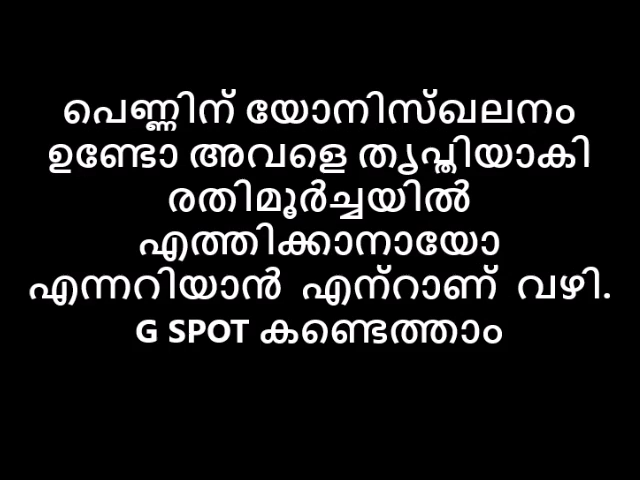 പെണ്ണിന് യോനിസ്ഖലനം
ഉണ്ടോ അവളെ തൃപ്തിയാകി
രതിമൂർച്ചയിൽ
എത്തിക്കാനായോ
എന്നറിയാൻ എന്റാണ് വഴി.
G SPOT കണ്ടെത്താം